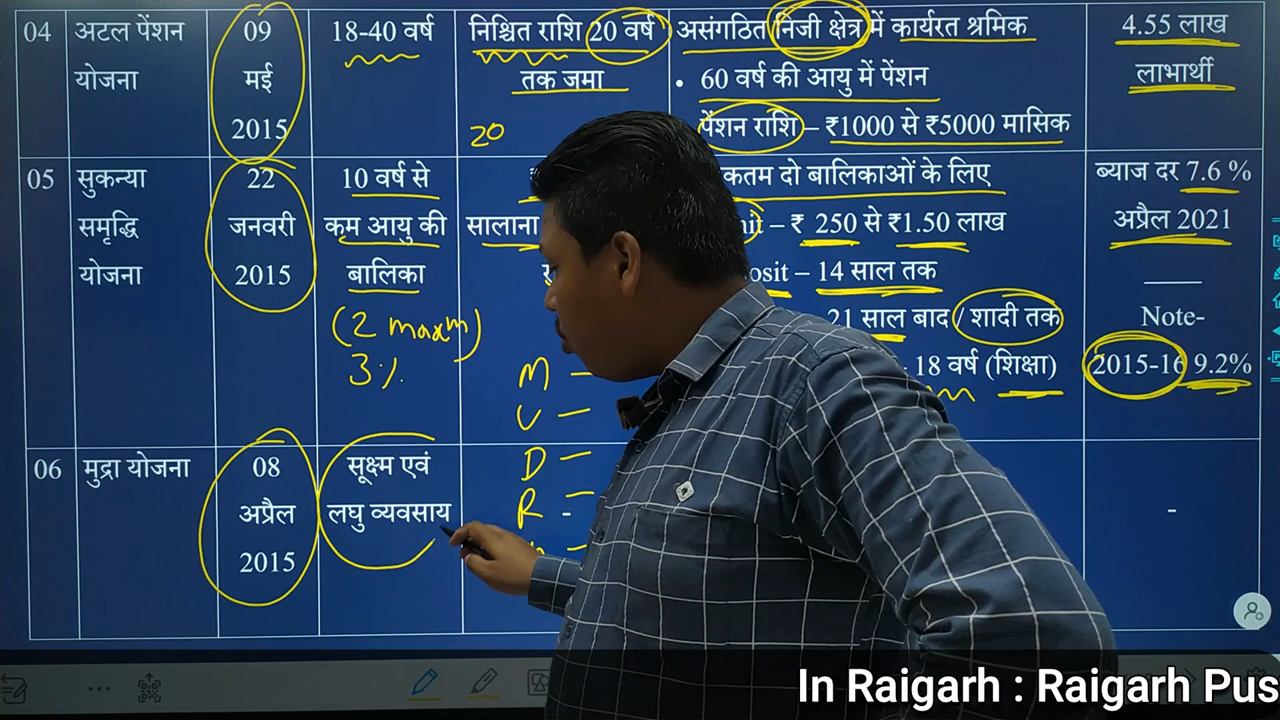 04 अटल पेंशन 09 18-40 वर्ष निश्चित राशि 20 वर्ष असंगठित निजी क्षेत्र में कार्यरत श्रमिक 4.55 लाख
योजना मई तक जमा • 60 वर्ष की आयु में पेंशन लाभार्थी
2015 20 पेंशन राशि – ₹1000 से ₹5000 मासिक
05 सुकन्या 22 10 वर्ष से दो बालिकाओं के लिए ब्याज दर 7.6 %
समृद्धि जनवरी कम आयु की सालाना – ₹ 250 से ₹1.50 लाख अप्रैल 2021
योजना 2015 बालिका – 14 साल तक
(2 maxm) 21 साल बाद / शादी तक Note-
3% M – 18 वर्ष (शिक्षा) 2015-16 9.2%
U –
06 मुद्रा योजना 08 सूक्ष्म एवं D –
अप्रैल लघु व्यवसाय R - -
2015
In Raigarh : Raigarh Pus